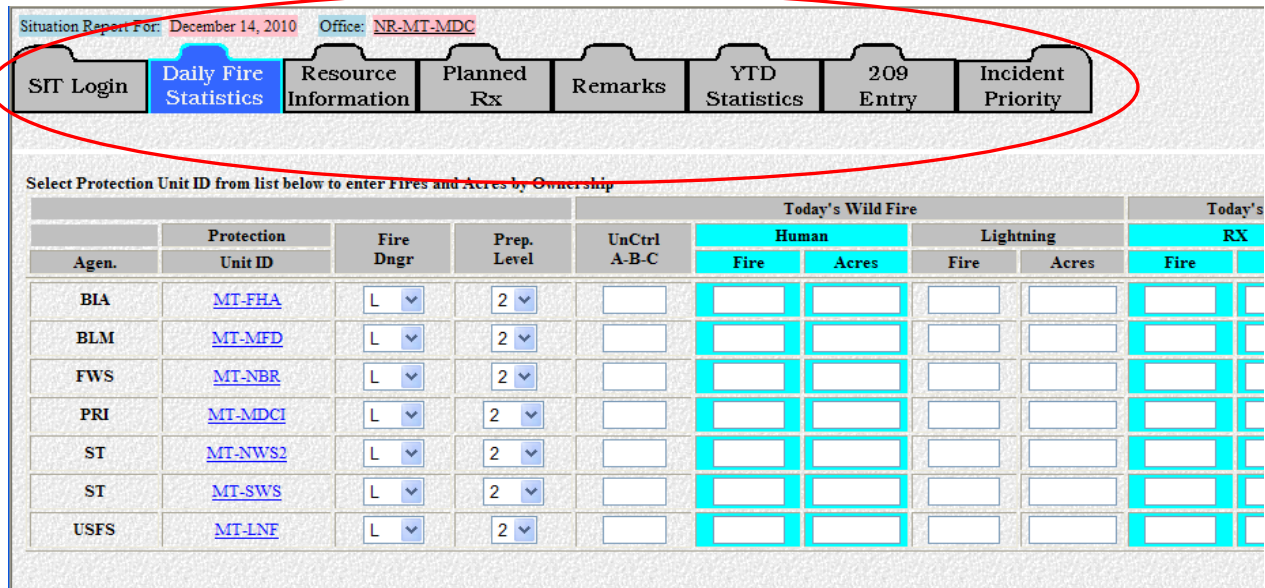 Situation Report For: December 14, 2010 Office: NR-MT-MDC
SIT Login
Daily Fire Statistics
Resource Information
Planned Rx
Remarks
YTD Statistics
209 Entry
Incident Priority
Select Protection Unit ID from list below to enter Fires and Acres by Ownership
Today's Wild Fire Today's
Protection Fire Prep. UnCtrl Human Lightning RX
Agen. Unit ID Dngr Level A-B-C Fire Acres Fire Acres Fire
BIA MT-FHA L 2
BLM MT-MFD L 2
FWS MT-NBR L 2
PRI MT-MDCI L 2
ST MT-NWS2 L 2
ST MT-SWS L 2
USFS MT-LNF L 2